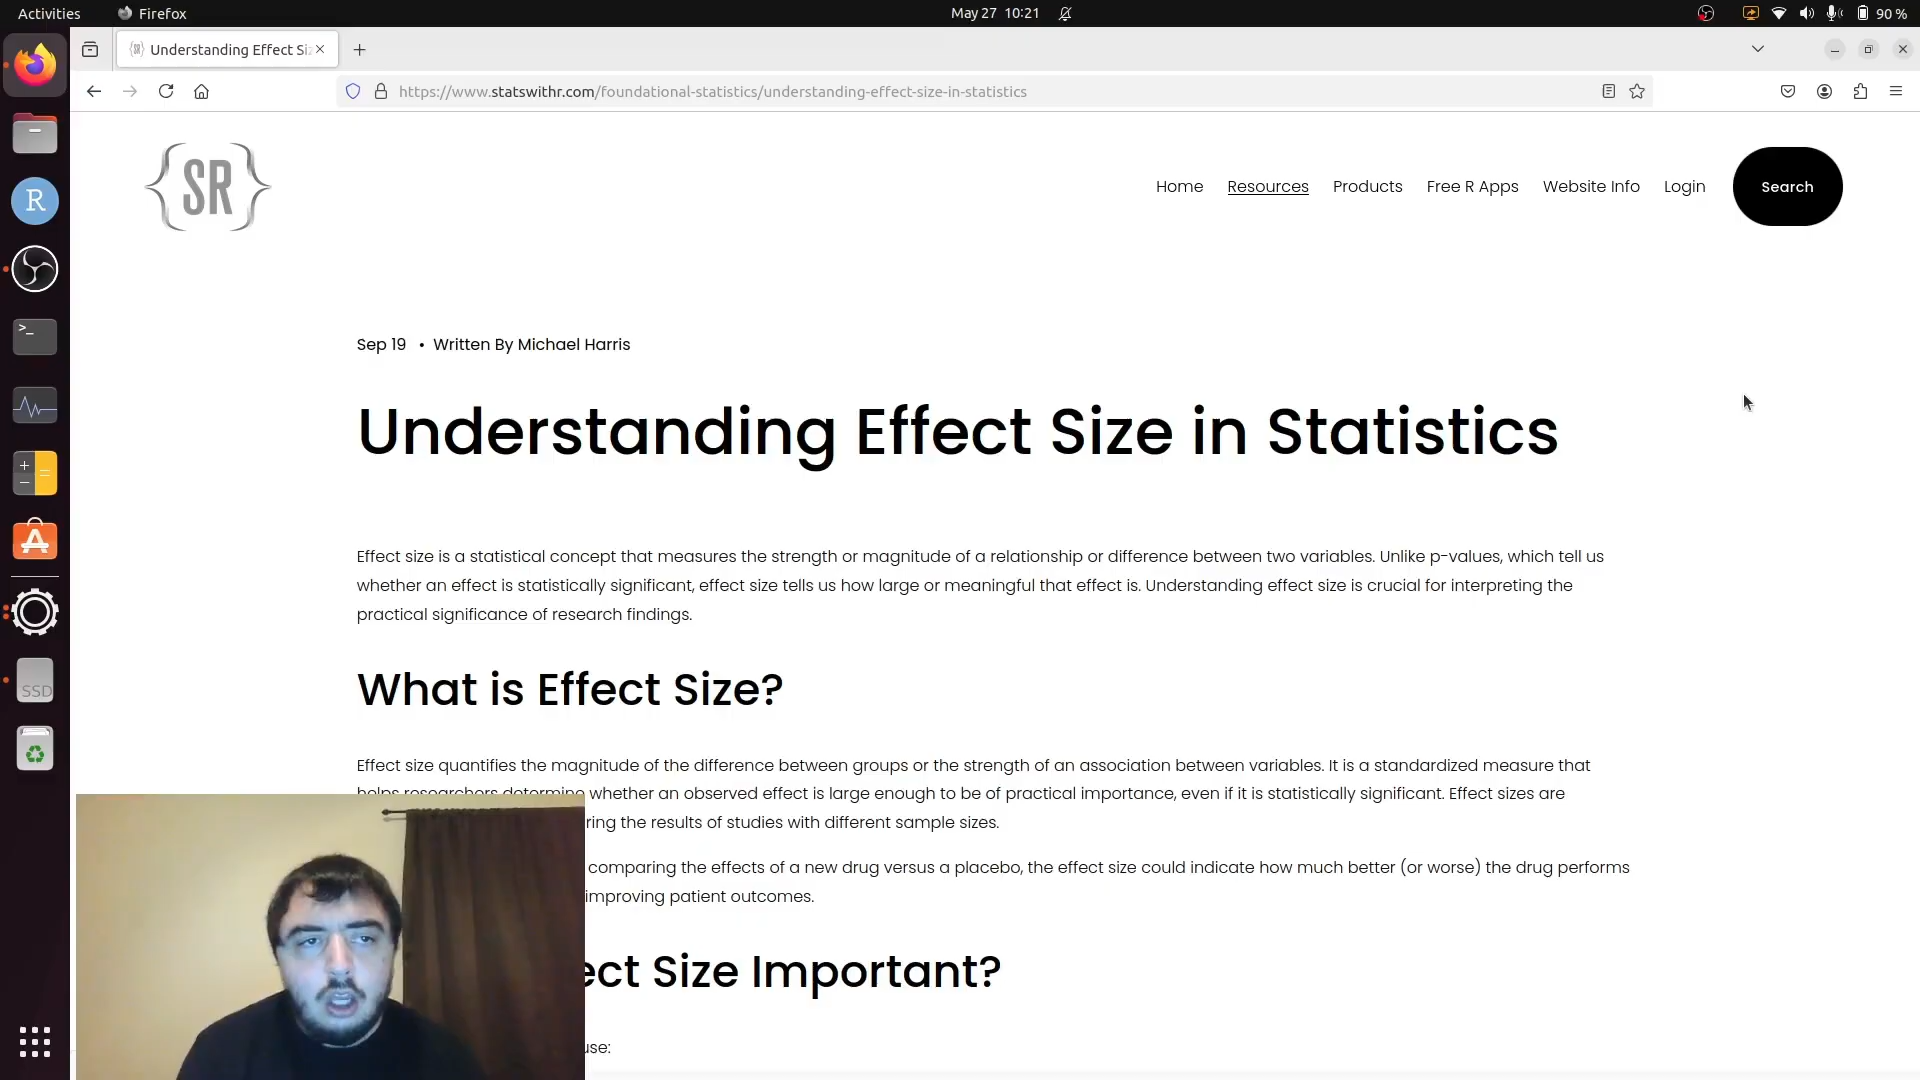 Activities
Firefox
May 27 10:21
90 %
Understanding Effect Si
https://www.statswithr.com/foundational-statistics/understanding-effect-size-in-statistics
{SR}
Home
Resources
Products
Free R Apps
Website Info
Login
Search
Sep 19 • Written By Michael Harris
Understanding Effect Size in Statistics
Effect size is a statistical concept that measures the strength or magnitude of a relationship or difference between two variables. Unlike p-values, which tell us
whether an effect is statistically significant, effect size tells us how large or meaningful that effect is. Understanding effect size is crucial for interpreting the
practical significance of research findings.
What is Effect Size?
Effect size quantifies the magnitude of the difference between groups or the strength of an association between variables. It is a standardized measure that
helps researchers determine whether an observed effect is large enough to be of practical importance, even if it is statistically significant. Effect sizes are
ring the results of studies with different sample sizes.
comparing the effects of a new drug versus a placebo, the effect size could indicate how much better (or worse) the drug performs
improving patient outcomes.
ect Size Important?
use:
R
>_
SSD